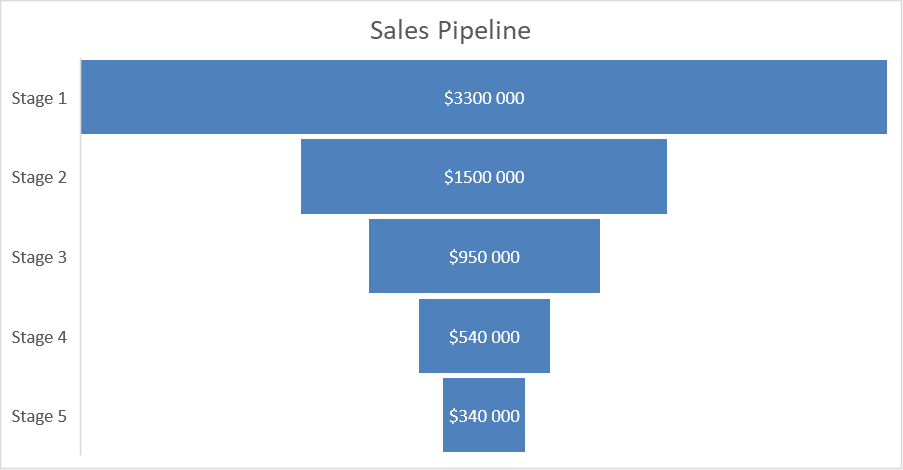 Sales Pipeline
Stage 1 $3300 000
Stage 2 $1500 000
Stage 3 $950 000
Stage 4 $540 000
Stage 5 $340 000